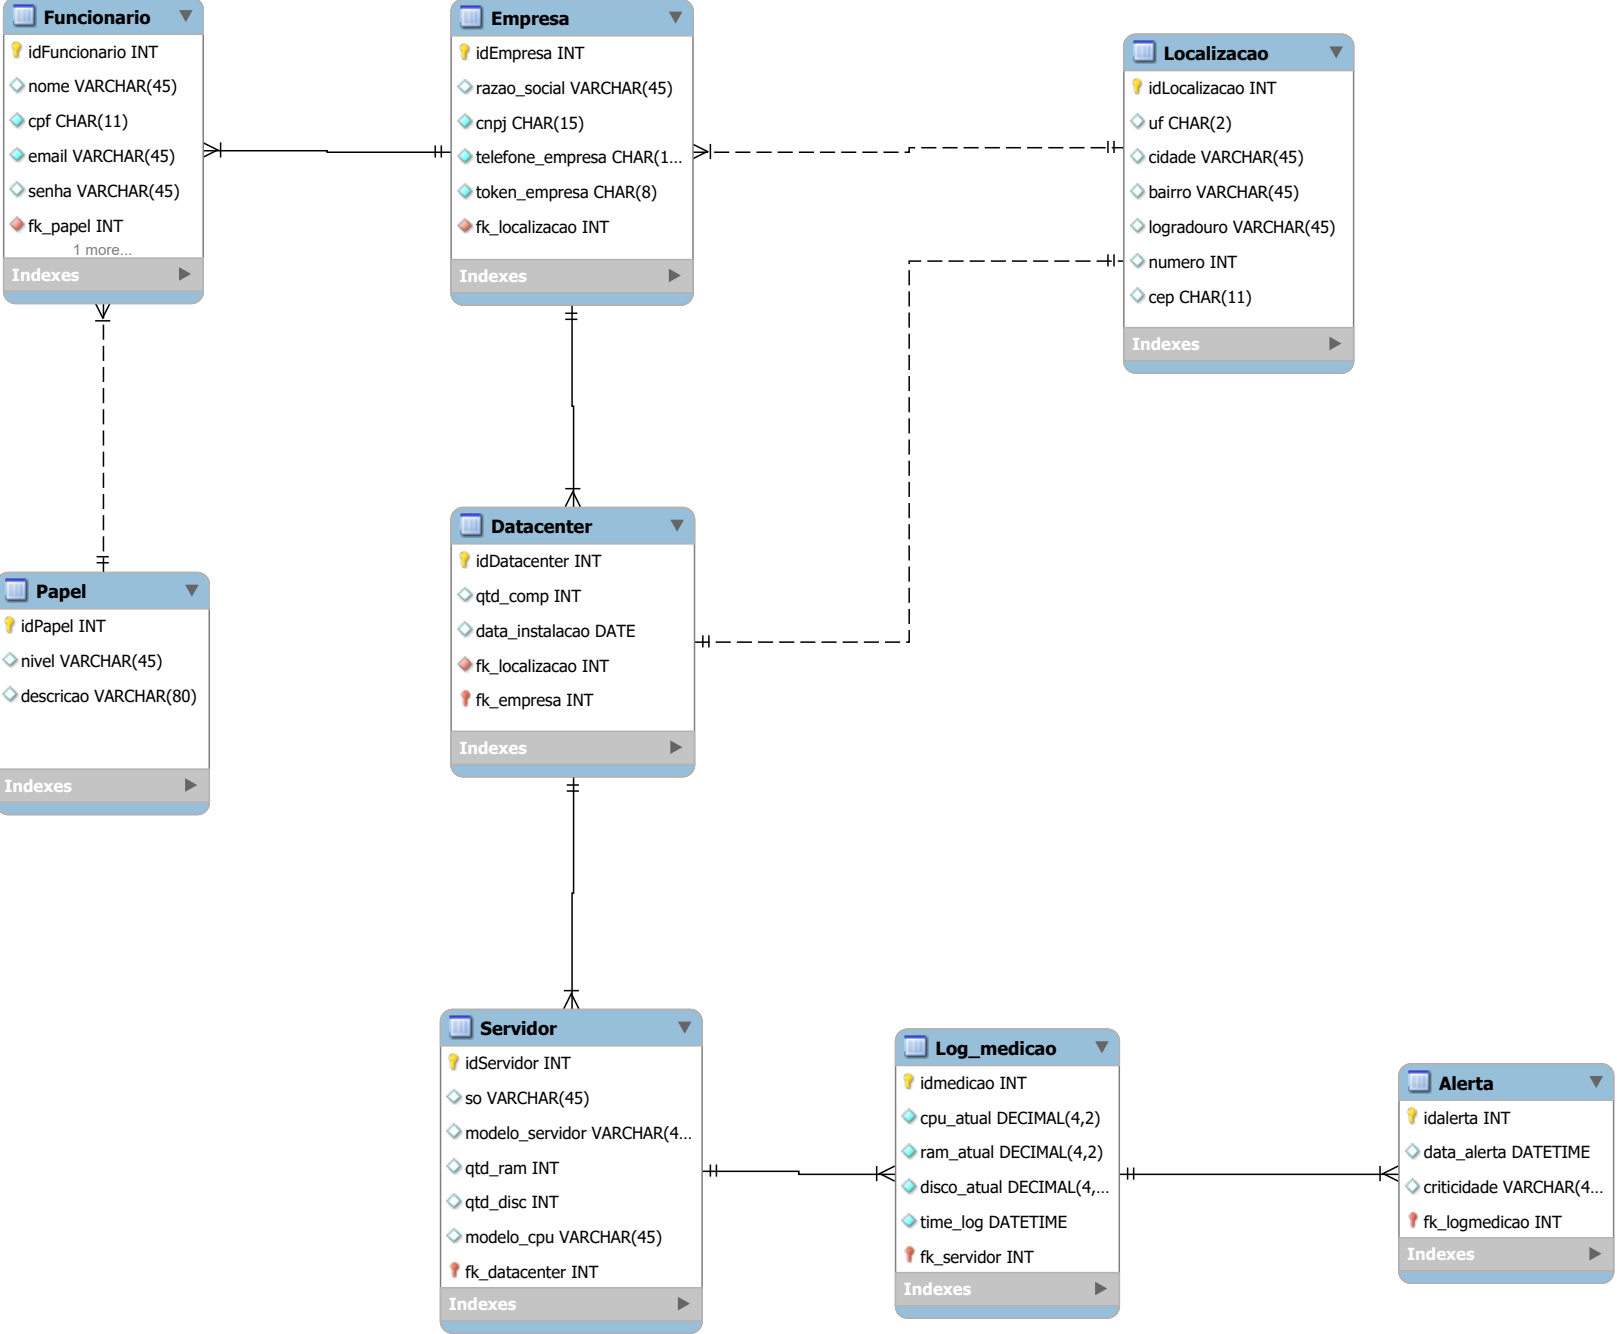 Funcionario
idFuncionario INT
nome VARCHAR(45)
cpf CHAR(11)
email VARCHAR(45)
senha VARCHAR(45)
fk_papel INT
1 more...
Indexes
Empresa
idEmpresa INT
razao_social VARCHAR(45)
cnpj CHAR(15)
telefone_empresa CHAR(1...
token_empresa CHAR(8)
fk_localizacao INT
Indexes
Localizacao
idLocalizacao INT
uf CHAR(2)
cidade VARCHAR(45)
bairro VARCHAR(45)
logradouro VARCHAR(45)
numero INT
cep CHAR(11)
Indexes
Papel
idPapel INT
nivel VARCHAR(45)
descricao VARCHAR(80)
Indexes
Datacenter
idDatacenter INT
qtd_comp INT
data_instalacao DATE
fk_localizacao INT
fk_empresa INT
Indexes
Servidor
idServidor INT
so VARCHAR(45)
modelo_servidor VARCHAR(4...
qtd_ram INT
qtd_disc INT
modelo_cpu VARCHAR(45)
fk_datacenter INT
Indexes
Log_medicao
idmedicao INT
cpu_atual DECIMAL(4,2)
ram_atual DECIMAL(4,2)
disco_atual DECIMAL(4,...
time_log DATETIME
fk_servidor INT
Indexes
Alerta
idalerta INT
data_alerta DATETIME
criticidade VARCHAR(4...
fk_logmedicao INT
Indexes